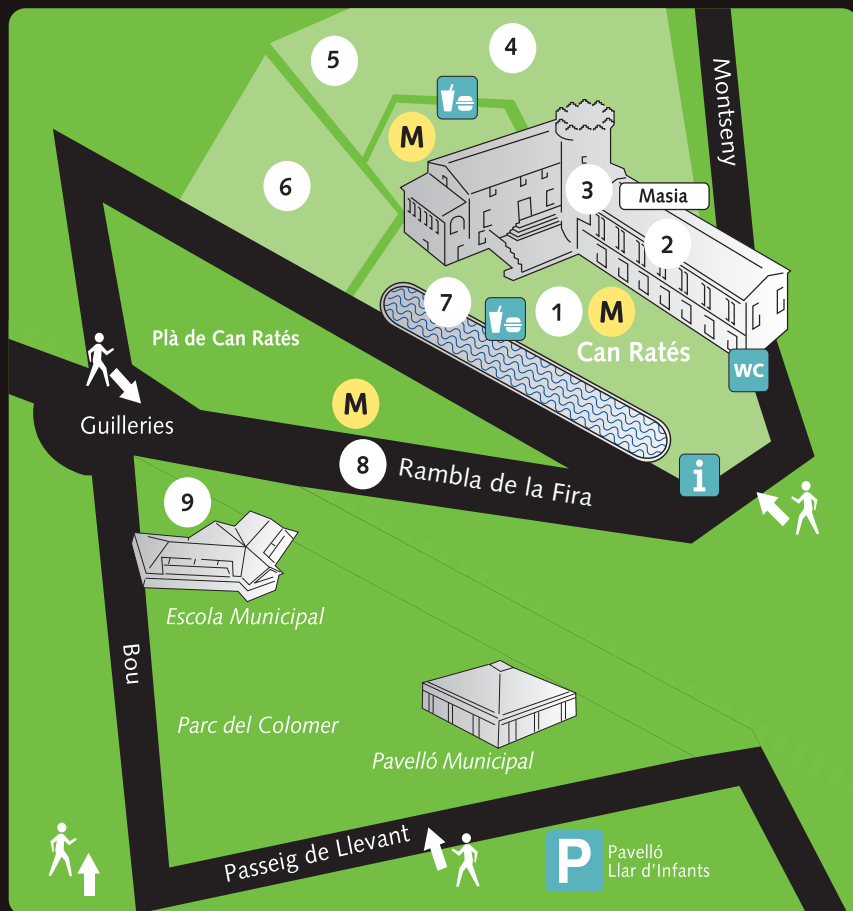 4
5
Montseny
M
6
3
Masia
2
7
1
M
Can Ratés
Plà de Can Ratés
WC
M
Guilleries
8
Rambla de la Fira
i
9
Escola Municipal
Bou
Parc del Colomer
Pavelló Municipal
Passeig de Llevant
P
Pavelló
Llar d'Infants